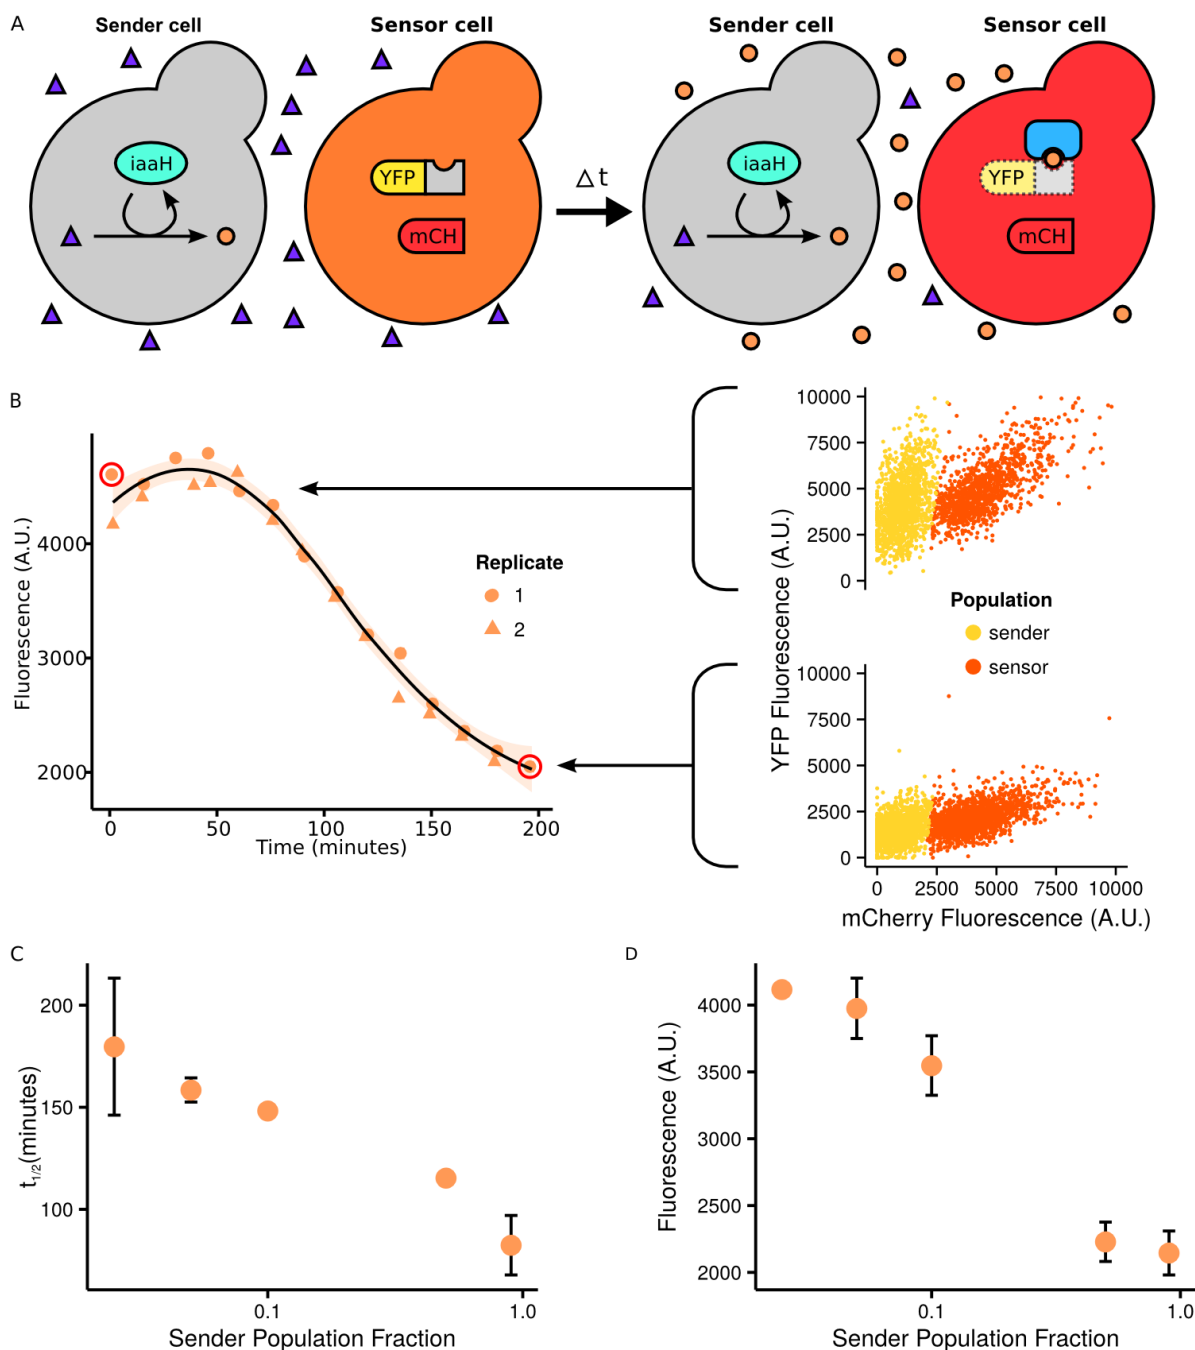 A
Sender cell
Sensor cell
Sender cell
Sensor cell
iaaH
YFP
mCH
Δ t
iaaH
YFP
mCH
B
Fluorescence (A.U.)
4000
3000
2000
0
50
100
150
200
Time (minutes)
Replicate
1
2
YFP Fluorescence (A.U.)
10000
7500
5000
2500
0
Population
sender
sensor
10000
7500
5000
2500
0
0
2500
5000
7500
10000
mCherry Fluorescence (A.U.)
C
t1/2(minutes)
200
150
100
0.1
1.0
Sender Population Fraction
D
Fluorescence (A.U.)
4000
3500
3000
2500
2000
0.1
1.0
Sender Population Fraction